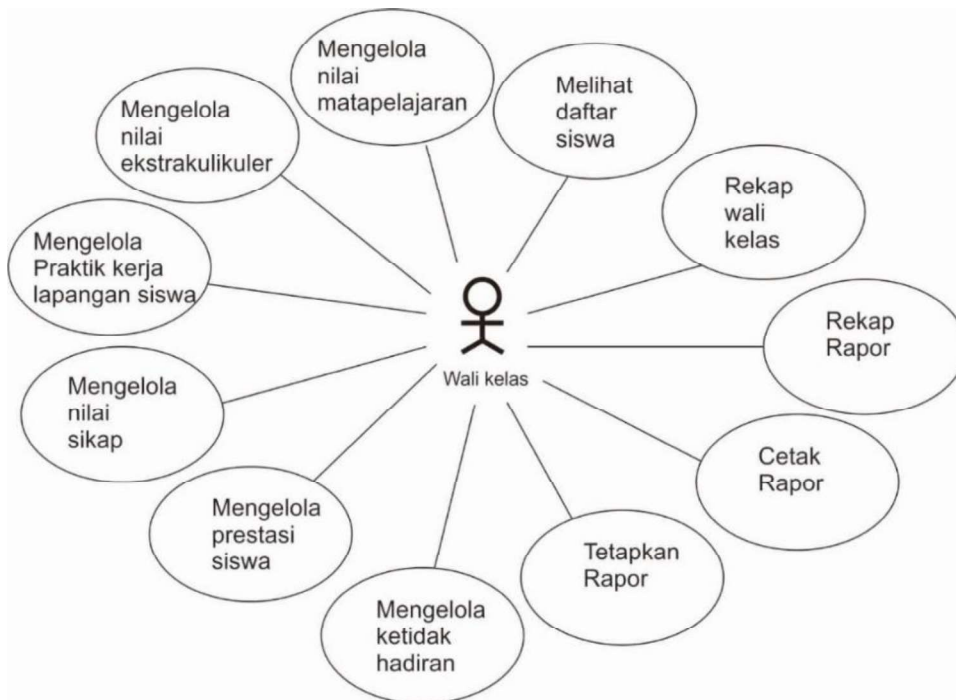 Mengelola
nilai
matapelajaran
Melihat
daftar
siswa
Mengelola
nilai
ekstrakulikuler
Rekap
wali
kelas
Mengelola
Praktik kerja
lapangan siswa
Rekap
Rapor
Wali kelas
Mengelola
nilai
sikap
Cetak
Rapor
Mengelola
prestasi
siswa
Tetapkan
Rapor
Mengelola
ketidak
hadiran